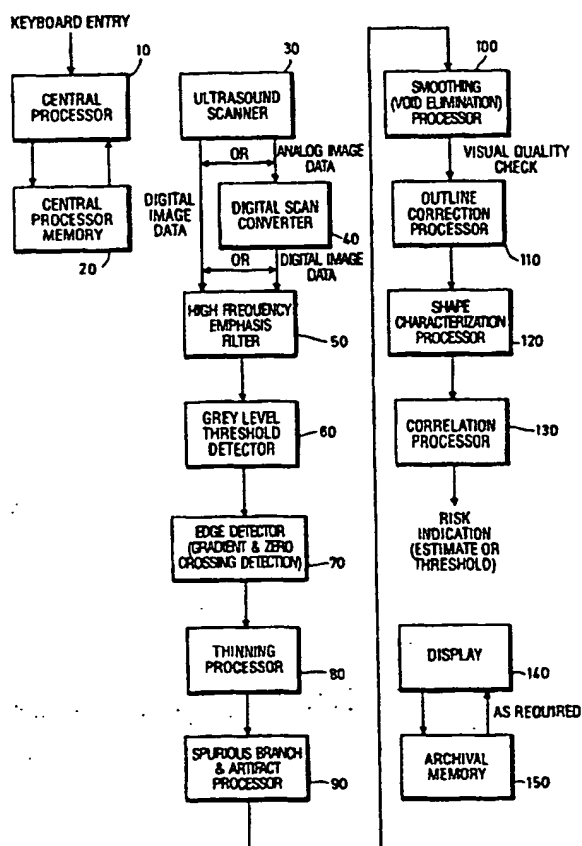 KEYBOARD ENTRY
10
CENTRAL
PROCESSOR
CENTRAL
PROCESSOR
MEMORY
20
30
ULTRASOUND
SCANNER
OR
ANALOG IMAGE
DATA
DIGITAL
IMAGE
DATA
DIGITAL SCAN
CONVERTER
40
OR
DIGITAL IMAGE
DATA
HIGH FREQUENCY
EMPHASIS
FILTER
50
GREY LEVEL
THRESHOLD
DETECTOR
60
EDGE DETECTOR
(GRADIENT & ZERO
CROSSING DETECTION)
70
THINNING
PROCESSOR
80
SPURIOUS BRANCH
& ARTIFACT
PROCESSOR
90
100
SMOOTHING
(VOID ELIMINATION)
PROCESSOR
VISUAL QUALITY
CHECK
OUTLINE
CORRECTION
PROCESSOR
110
SHAPE
CHARACTERIZATION
PROCESSOR
120
CORRELATION
PROCESSOR
130
RISK
INDICATION
(ESTIMATE OR
THRESHOLD)
DISPLAY
140
AS REQUIRED
ARCHIVAL
MEMORY
150